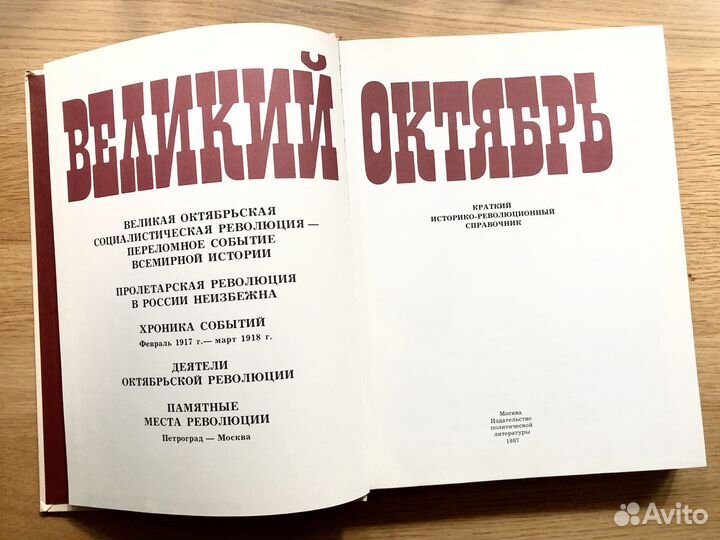 ВЕЛИКИЙ
ВЕЛИКАЯ ОКТЯБРЬСКАЯ
СОЦИАЛИСТИЧЕСКАЯ РЕВОЛЮЦИЯ —
ПЕРЕЛОМНОЕ СОБЫТИЕ
ВСЕМИРНОЙ ИСТОРИИ
ПРОЛЕТАРСКАЯ РЕВОЛЮЦИЯ
В РОССИИ НЕИЗБЕЖНА
ХРОНИКА СОБЫТИЙ
Февраль 1917 г.— март 1918 г.
ДЕЯТЕЛИ
ОКТЯБРЬСКОЙ РЕВОЛЮЦИИ
ПАМЯТНЫЕ
МЕСТА РЕВОЛЮЦИИ
Петроград — Москва
ОКТЯБРЬ
КРАТКИЙ
ИСТОРИКО-РЕВОЛЮЦИОННЫЙ
СПРАВОЧНИК
Москва
Издательство
политической
литературы
1987
Avito